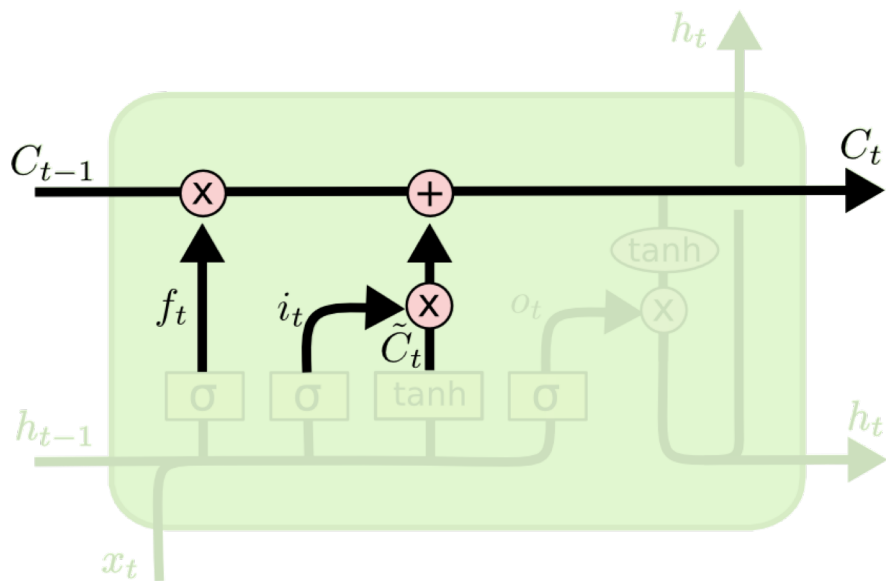 h_t
C_{t-1}
C_t
x
+
tanh
f_t
i_t
x
o_t
x
C̃_t
σ
σ
tanh
σ
h_{t-1}
h_t
x_t